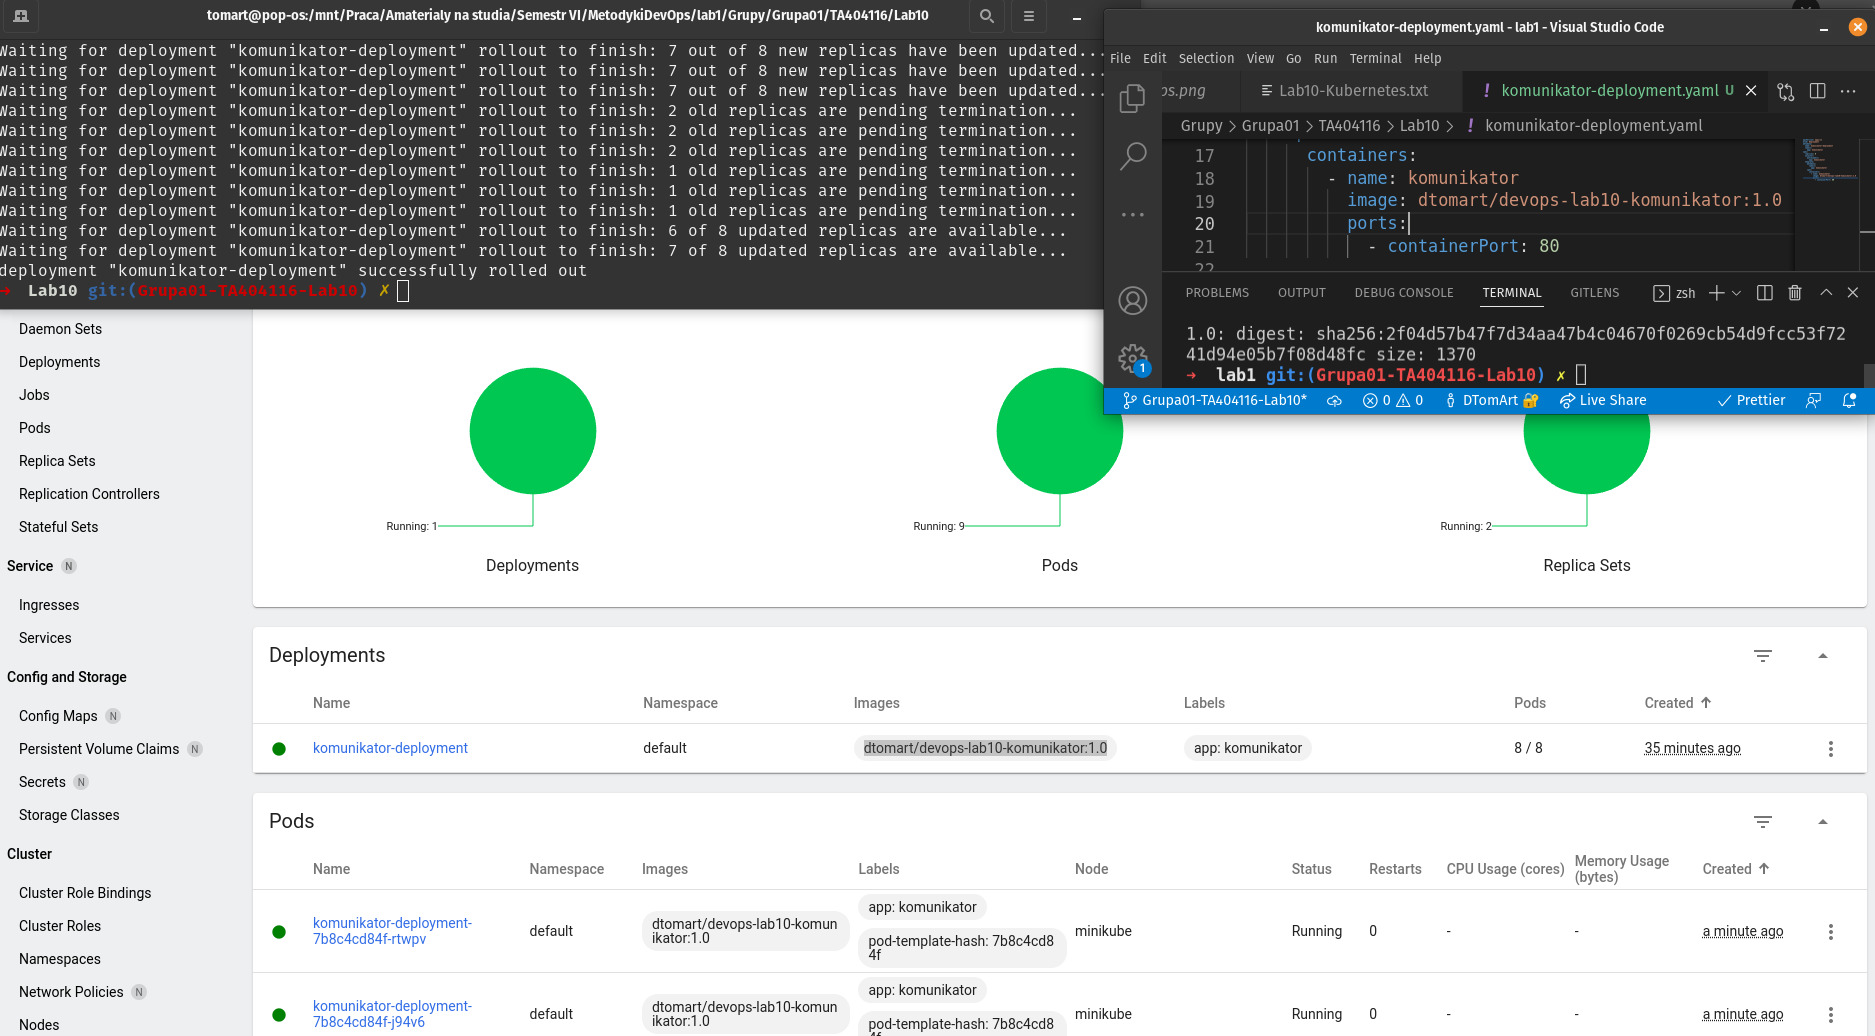 tomart@pop-os:/mnt/Praca/Amaterialy na studia/Semestr VI/MetodykiDevOps/lab1/Grupy/Grupa01/TA404116/Lab10
Waiting for deployment "komunikator-deployment" rollout to finish: 7 out of 8 new replicas have been updated...
Waiting for deployment "komunikator-deployment" rollout to finish: 7 out of 8 new replicas have been updated...
Waiting for deployment "komunikator-deployment" rollout to finish: 7 out of 8 new replicas have been updated...
Waiting for deployment "komunikator-deployment" rollout to finish: 2 old replicas are pending termination...
Waiting for deployment "komunikator-deployment" rollout to finish: 2 old replicas are pending termination...
Waiting for deployment "komunikator-deployment" rollout to finish: 2 old replicas are pending termination...
Waiting for deployment "komunikator-deployment" rollout to finish: 1 old replicas are pending termination...
Waiting for deployment "komunikator-deployment" rollout to finish: 1 old replicas are pending termination...
Waiting for deployment "komunikator-deployment" rollout to finish: 1 old replicas are pending termination...
Waiting for deployment "komunikator-deployment" rollout to finish: 6 of 8 updated replicas are available...
Waiting for deployment "komunikator-deployment" rollout to finish: 7 of 8 updated replicas are available...
deployment "komunikator-deployment" successfully rolled out
→ Lab10 git:(Grupa01-TA404116-Lab10) ✗
komunikator-deployment.yaml - lab1 - Visual Studio Code
File Edit Selection View Go Run Terminal Help
os.png Lab10-Kubernetes.txt ! komunikator-deployment.yaml U
Grupy > Grupa01 > TA404116 > Lab10 > ! komunikator-deployment.yaml
17 containers:
18 - name: komunikator
19 image: dtomart/devops-lab10-komunikator:1.0
20 ports:
21 - containerPort: 80
22
PROBLEMS OUTPUT DEBUG CONSOLE TERMINAL GITLENS zsh
1.0: digest: sha256:2f04d57b47f7d34aa47b4c04670f0269cb54d9fcc53f72
41d94e05b7f08d48fc size: 1370
→ lab1 git:(Grupa01-TA404116-Lab10) ✗
1
Grupa01-TA404116-Lab10* 0 0 DTomArt Live Share Prettier
Daemon Sets
Deployments
Jobs
Pods
Replica Sets
Replication Controllers
Stateful Sets
Service N
Ingresses
Services
Config and Storage
Config Maps N
Persistent Volume Claims N
Secrets N
Storage Classes
Cluster
Cluster Role Bindings
Cluster Roles
Namespaces
Network Policies N
Nodes
Running: 1
Deployments
Running: 9
Pods
Running: 2
Replica Sets
Deployments
Name Namespace Images Labels Pods Created
komunikator-deployment default dtomart/devops-lab10-komunikator:1.0 app: komunikator 8 / 8 35 minutes ago
Pods
Name Namespace Images Labels Node Status Restarts CPU Usage (cores) Memory Usage (bytes) Created
komunikator-deployment-
7b8c4cd84f-rtwpv
default
dtomart/devops-lab10-komun
ikator:1.0
app: komunikator
pod-template-hash: 7b8c4cd8
4f
minikube Running 0 - - a minute ago
komunikator-deployment-
7b8c4cd84f-j94v6
default
dtomart/devops-lab10-komun
ikator:1.0
app: komunikator
pod-template-hash: 7b8c4cd8
4f
minikube Running 0 - - a minute ago